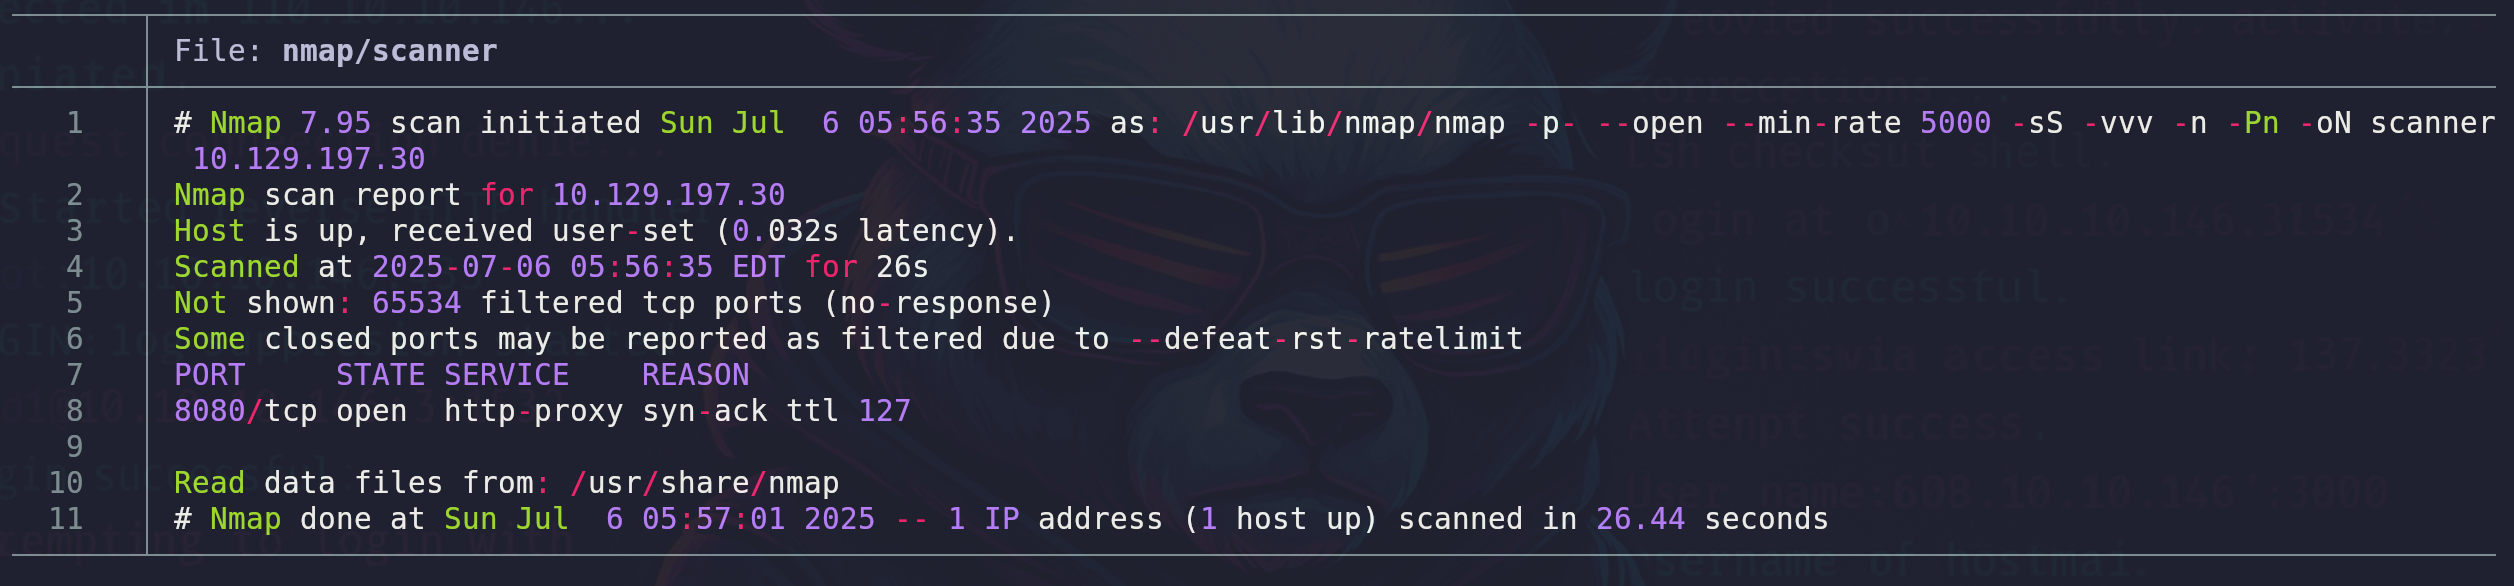 File: nmap/scanner
1 # Nmap 7.95 scan initiated Sun Jul  6 05:56:35 2025 as: /usr/lib/nmap/nmap -p- --open --min-rate 5000 -sS -vvv -n -Pn -oN scanner
10.129.197.30
2 Nmap scan report for 10.129.197.30
3 Host is up, received user-set (0.032s latency).
4 Scanned at 2025-07-06 05:56:35 EDT for 26s
5 Not shown: 65534 filtered tcp ports (no-response)
6 Some closed ports may be reported as filtered due to --defeat-rst-ratelimit
7 PORT     STATE SERVICE    REASON
8 8080/tcp open  http-proxy syn-ack ttl 127
9
10 Read data files from: /usr/share/nmap
11 # Nmap done at Sun Jul  6 05:57:01 2025 -- 1 IP address (1 host up) scanned in 26.44 seconds